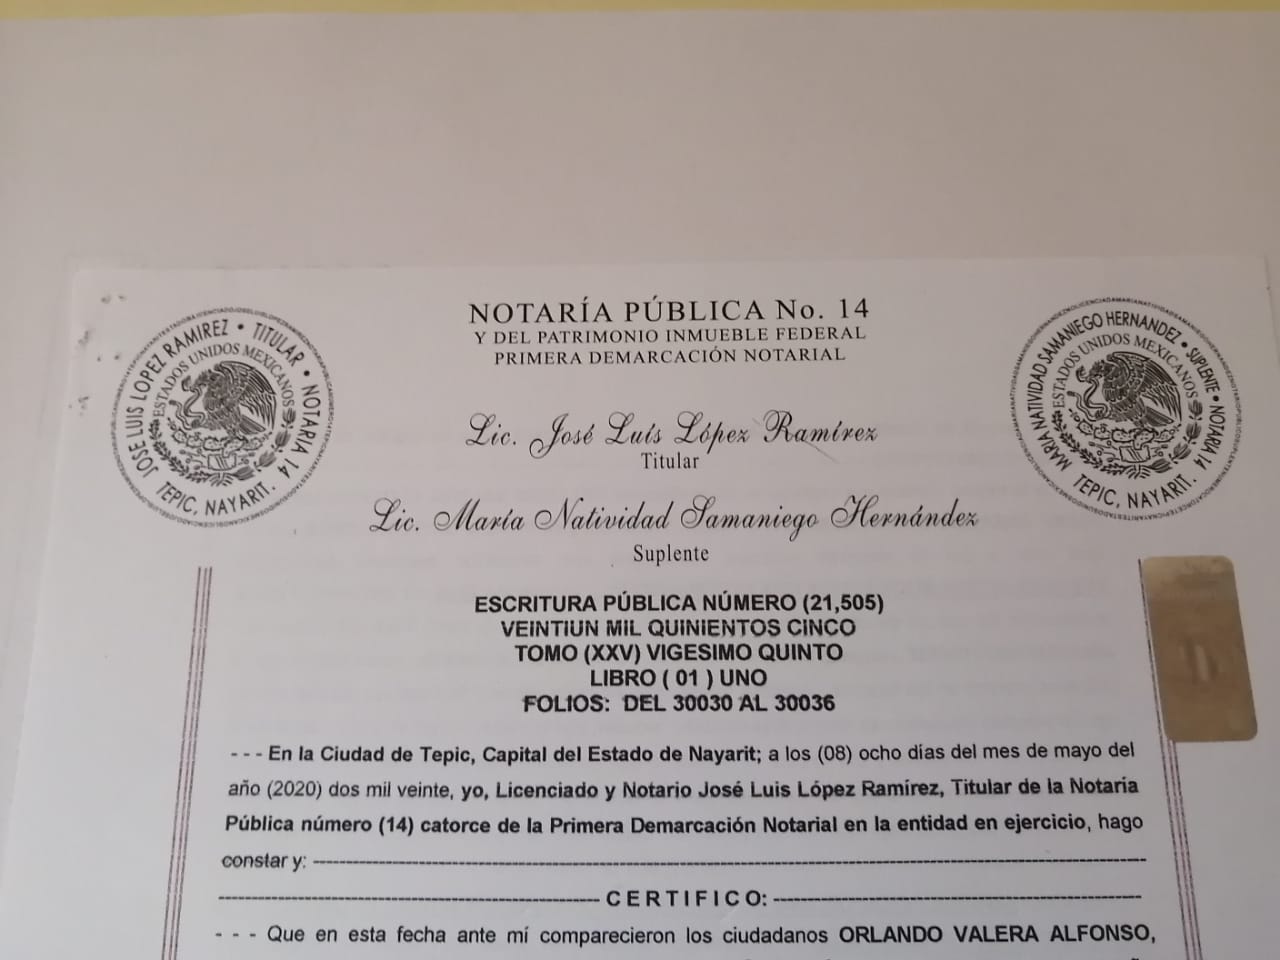 NOTARÍA PÚBLICA No. 14
Y DEL PATRIMONIO INMUEBLE FEDERAL
PRIMERA DEMARCACIÓN NOTARIAL
JOSE LUIS LOPEZ RAMIREZ • TITULAR • NOTARIA 14
ESTADOS UNIDOS MEXICANOS
TEPIC, NAYARIT.
MARIA NATIVIDAD SAMANIEGO HERNANDEZ • SUPLENTE • NOTARIA 14
ESTADOS UNIDOS MEXICANOS
TEPIC, NAYARIT.
Lic. José Luís López Ramírez
Titular
Lic. María Natividad Samaniego Hernández
Suplente
ESCRITURA PÚBLICA NÚMERO (21,505)
VEINTIUN MIL QUINIENTOS CINCO
TOMO (XXV) VIGESIMO QUINTO
LIBRO ( 01 ) UNO
FOLIOS: DEL 30030 AL 30036
- - - En la Ciudad de Tepic, Capital del Estado de Nayarit; a los (08) ocho días del mes de mayo del
año (2020) dos mil veinte, yo, Licenciado y Notario José Luis López Ramírez, Titular de la Notaría
Pública número (14) catorce de la Primera Demarcación Notarial en la entidad en ejercicio, hago
constar y: ---
--- C E R T I F I C O: ---
- - - Que en esta fecha ante mí comparecieron los ciudadanos ORLANDO VALERA ALFONSO,